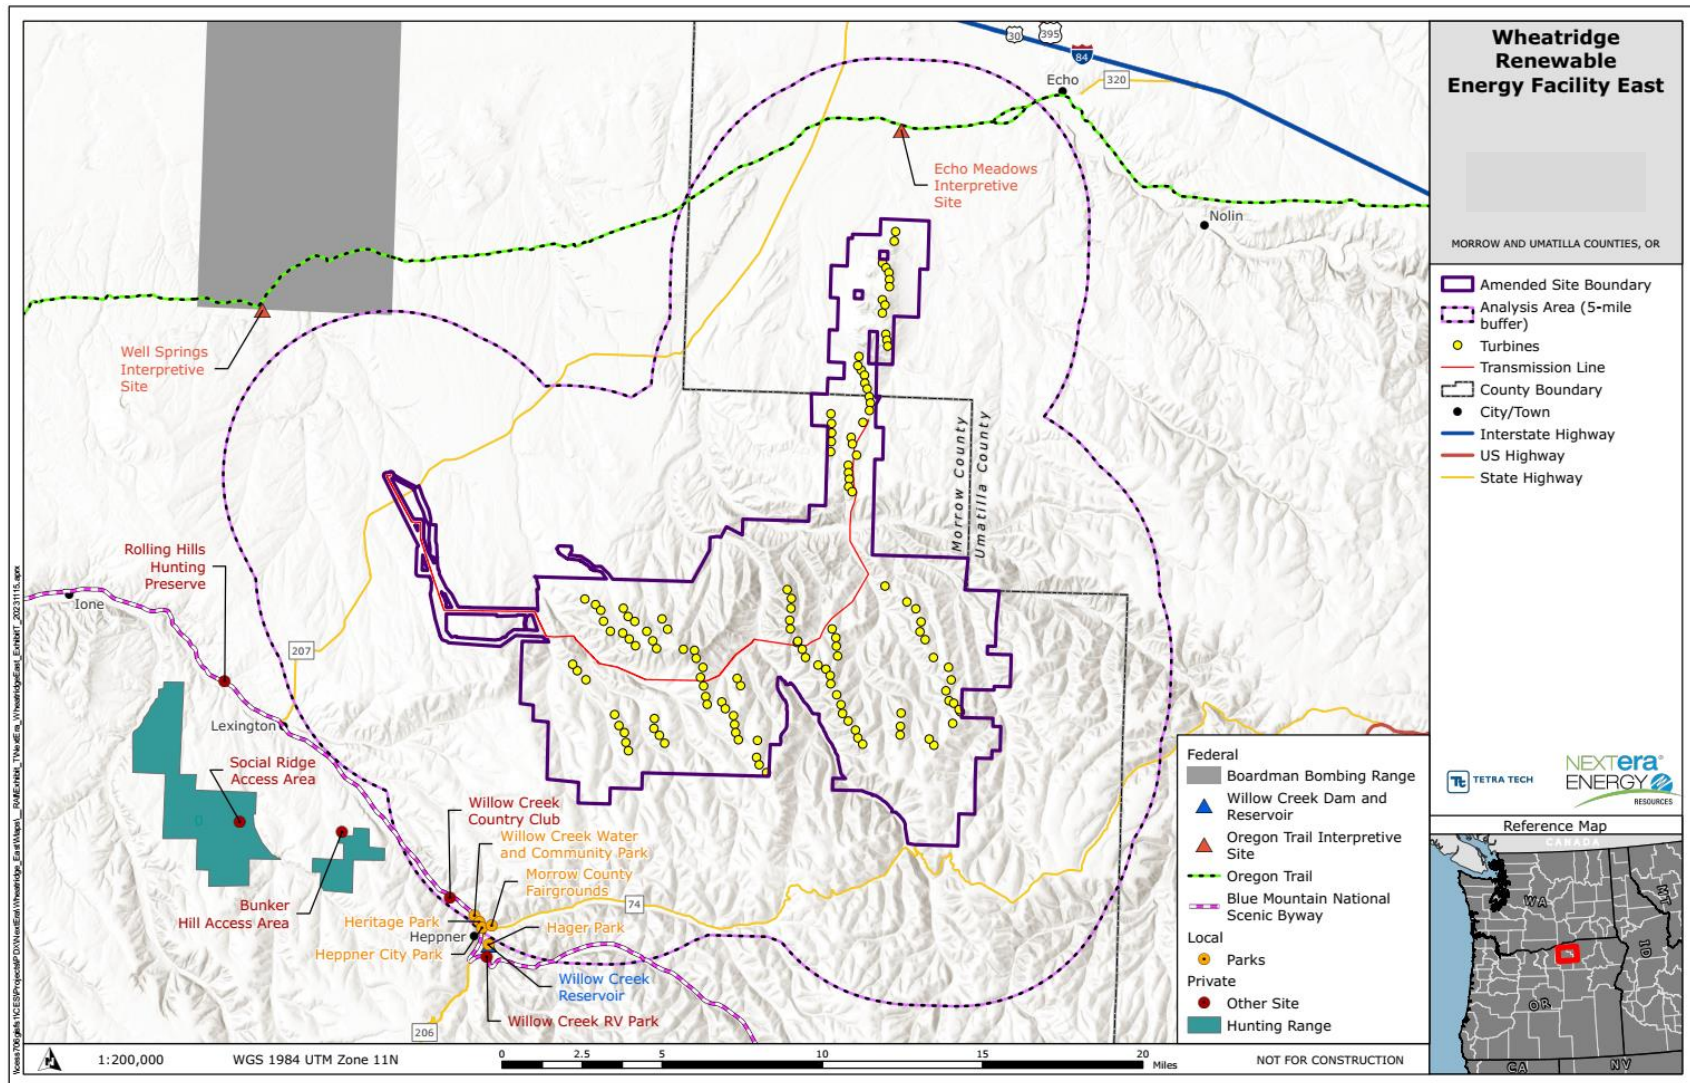 Wheatridge
Renewable
Energy Facility East
MORROW AND UMATILLA COUNTIES, OR
Amended Site Boundary
Analysis Area (5-mile
buffer)
Turbines
Transmission Line
County Boundary
City/Town
Interstate Highway
US Highway
State Highway
TETRA TECH
NEXTera
ENERGY
RESOURCES
Reference Map
CANADA
WA
MT
ID
OR
CA
NV
30
395
84
Echo
320
Echo Meadows
Interpretive
Site
Nolin
Well Springs
Interpretive
Site
Morrow County
Umatilla County
Rolling Hills
Hunting
Preserve
Ione
207
Lexington
Social Ridge
Access Area
Willow Creek
Country Club
Willow Creek Water
and Community Park
Morrow County
Fairgrounds
Bunker
Hill Access Area
Heritage Park
Heppner
Heppner City Park
Hager Park
74
Willow Creek
Reservoir
Willow Creek RV Park
206
Federal
Boardman Bombing Range
Willow Creek Dam and
Reservoir
Oregon Trail Interpretive
Site
Oregon Trail
Blue Mountain National
Scenic Byway
Local
Parks
Private
Other Site
Hunting Range
1:200,000
WGS 1984 UTM Zone 11N
0 2.5 5 10 15 20
Miles
NOT FOR CONSTRUCTION